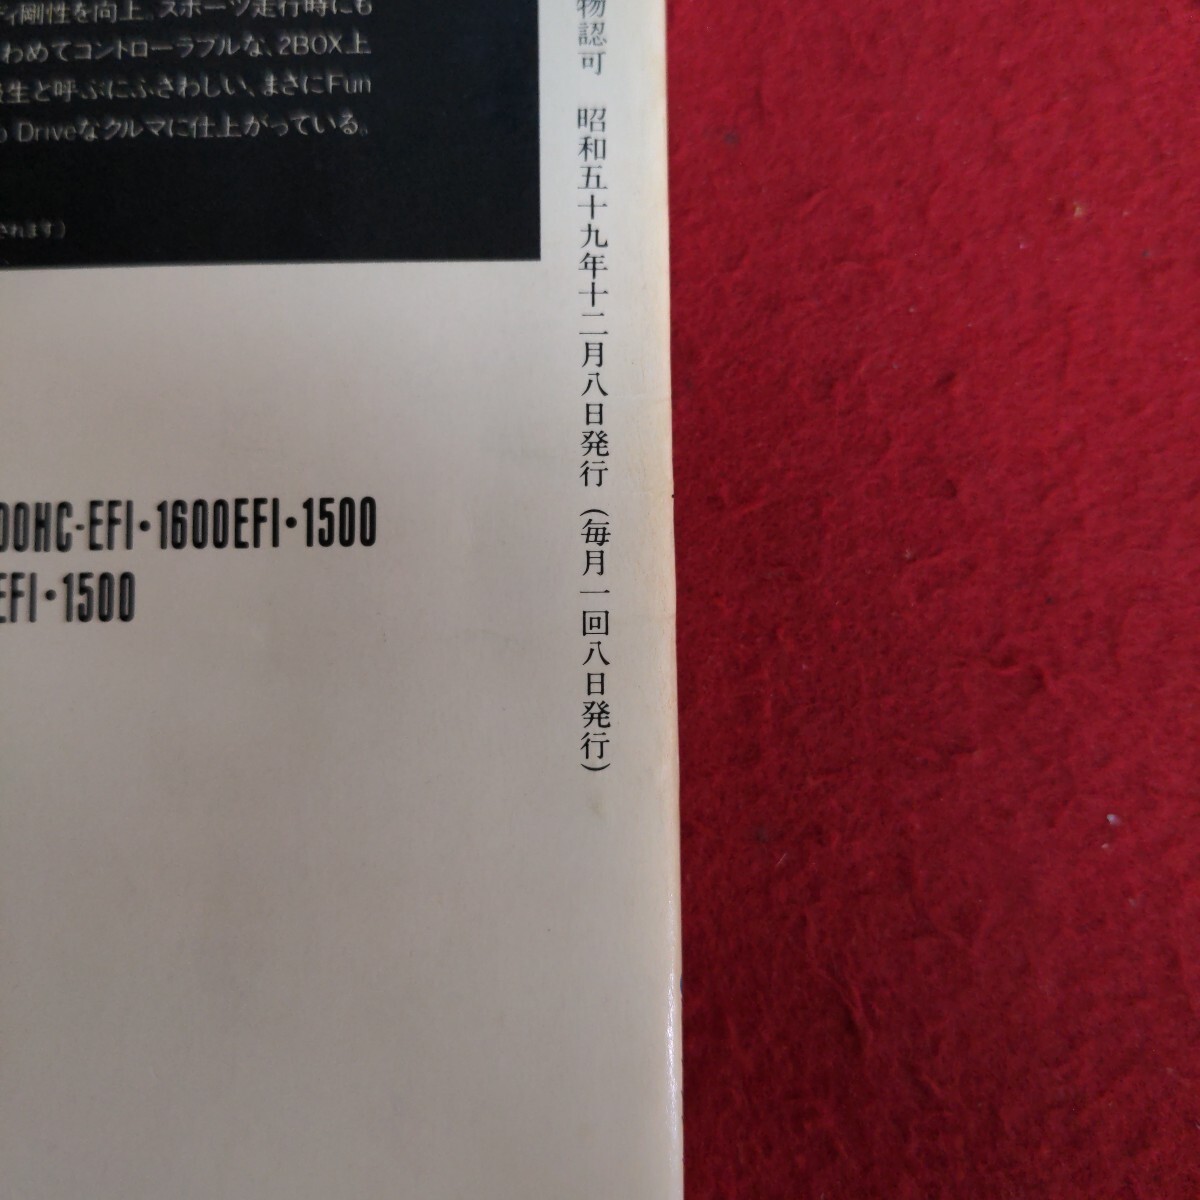 ディ剛性を向上。スポーツ走行時にも
わめてコントローラブルな、2BOX上
級生と呼ぶにふさわしい、まさにFun
o Driveなクルマに仕上がっている。
されます)
OOHC-EFI・1600EFI・1500
EFI・1500
物認可　昭和五十九年十二月八日発行（毎月一回八日発行）